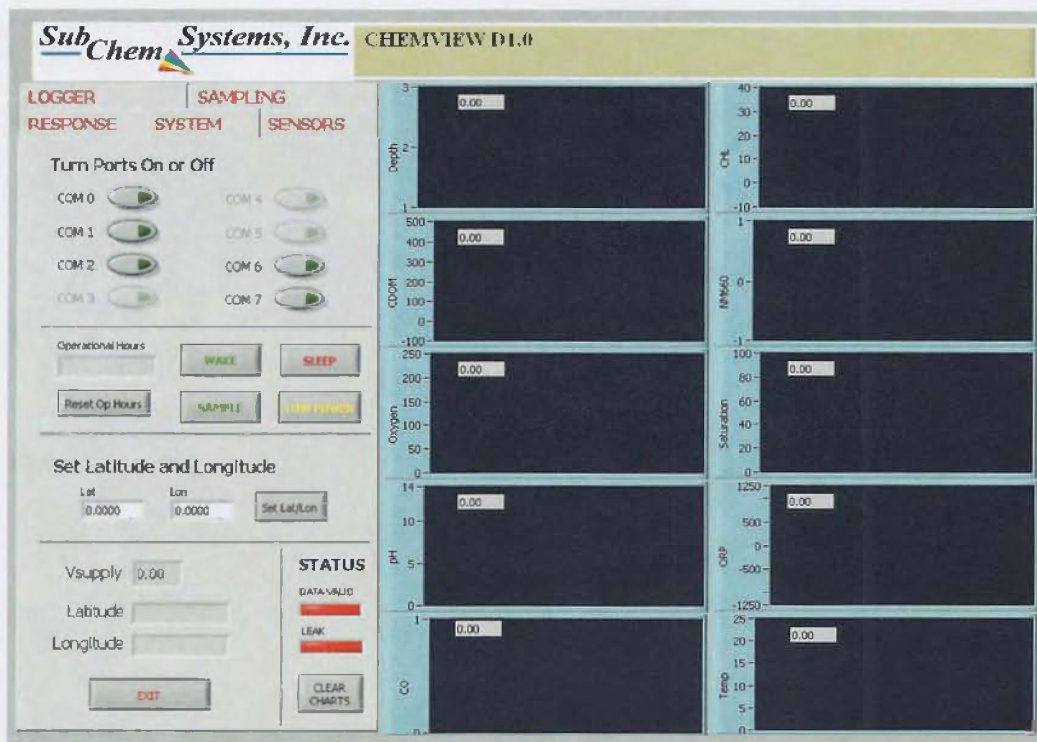 Sub Chem Systems, Inc.
CHEMVIEW D1.0
LOGGER SAMPLING
RESPONSE SYSTEM SENSORS
Turn Ports On or Off
COM 0 COM 4
COM 1 COM 5
COM 2 COM 6
COM 3 COM 7
Operational Hours
WAKE SLEEP
Reset Op Hours SAMPLE LOW POWER
Set Latitude and Longitude
Lat Lon
0.0000 0.0000 Set Lat/Lon
Vsupply 0.00
Latitude
Longitude
EXIT
STATUS
DATA VALID
LEAK
CLEAR
CHARTS
Depth
3
2
1
0.00
CHL
40
30
20
10
0
-10
0.00
CDOM
500
400
300
200
100
0
-100
0.00
NM660
1
0
-1
0.00
Oxygen
250
200
150
100
50
0
0.00
Saturation
100
80
60
40
20
0
0.00
pH
14
10
5
0
0.00
ORP
1250
500
0
-500
-1250
0.00
CO
1
0
0.00
Temp
25
20
15
10
5
0
0.00